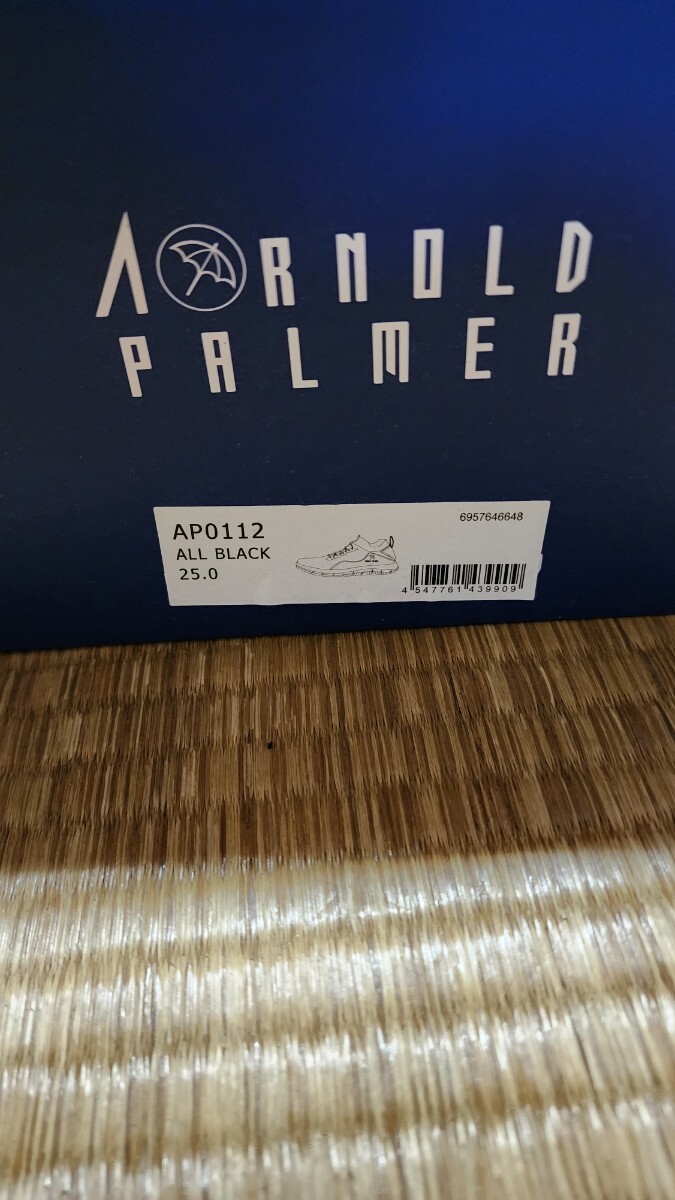 ARNOLD
PALMER
AP0112
6957646648
ALL BLACK
25.0
4 547761 439909